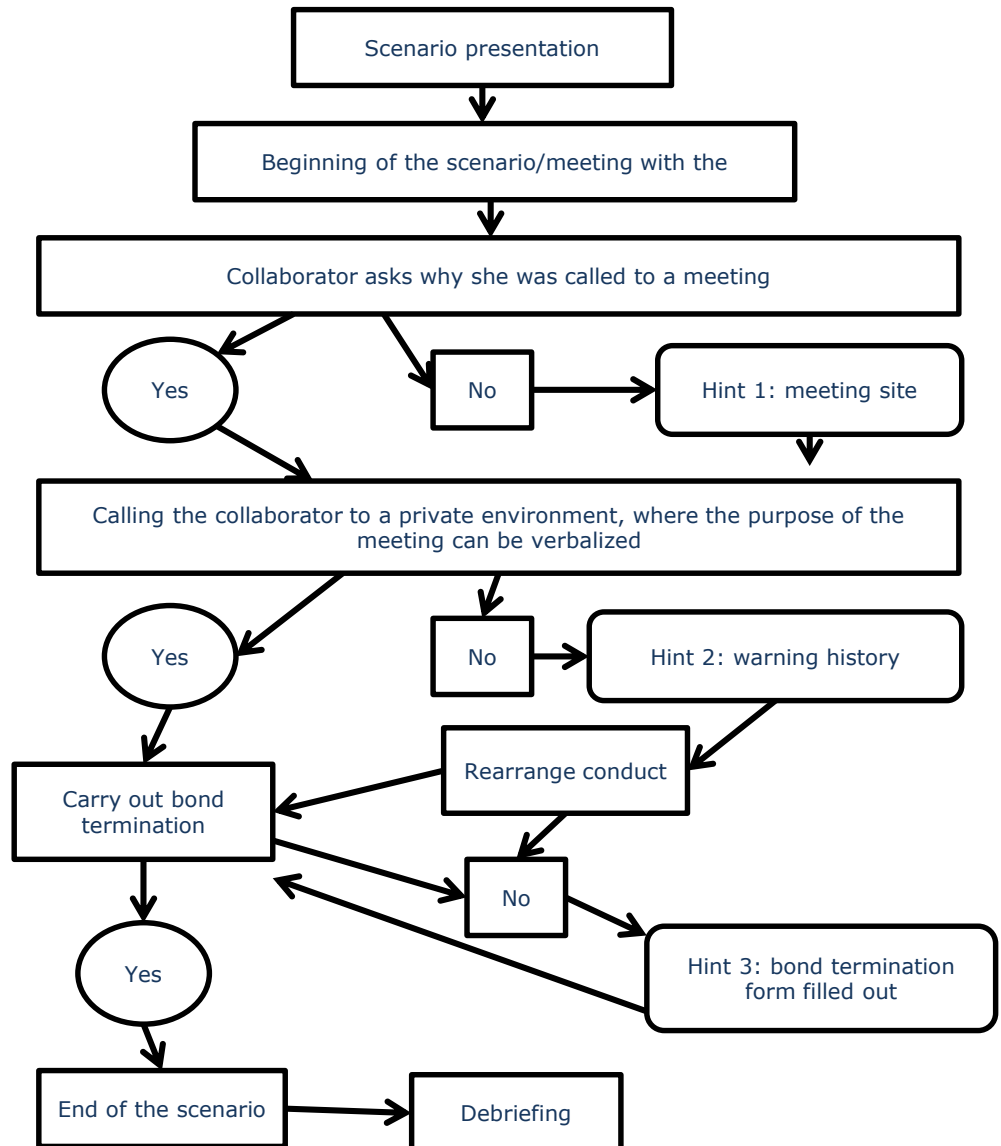 Scenario presentation
Beginning of the scenario/meeting with the
Collaborator asks why she was called to a meeting
Yes
No
Hint 1: meeting site
Calling the collaborator to a private environment, where the purpose of the
meeting can be verbalized
Yes
No
Hint 2: warning history
Rearrange conduct
Carry out bond
termination
No
Yes
Hint 3: bond termination
form filled out
End of the scenario
Debriefing